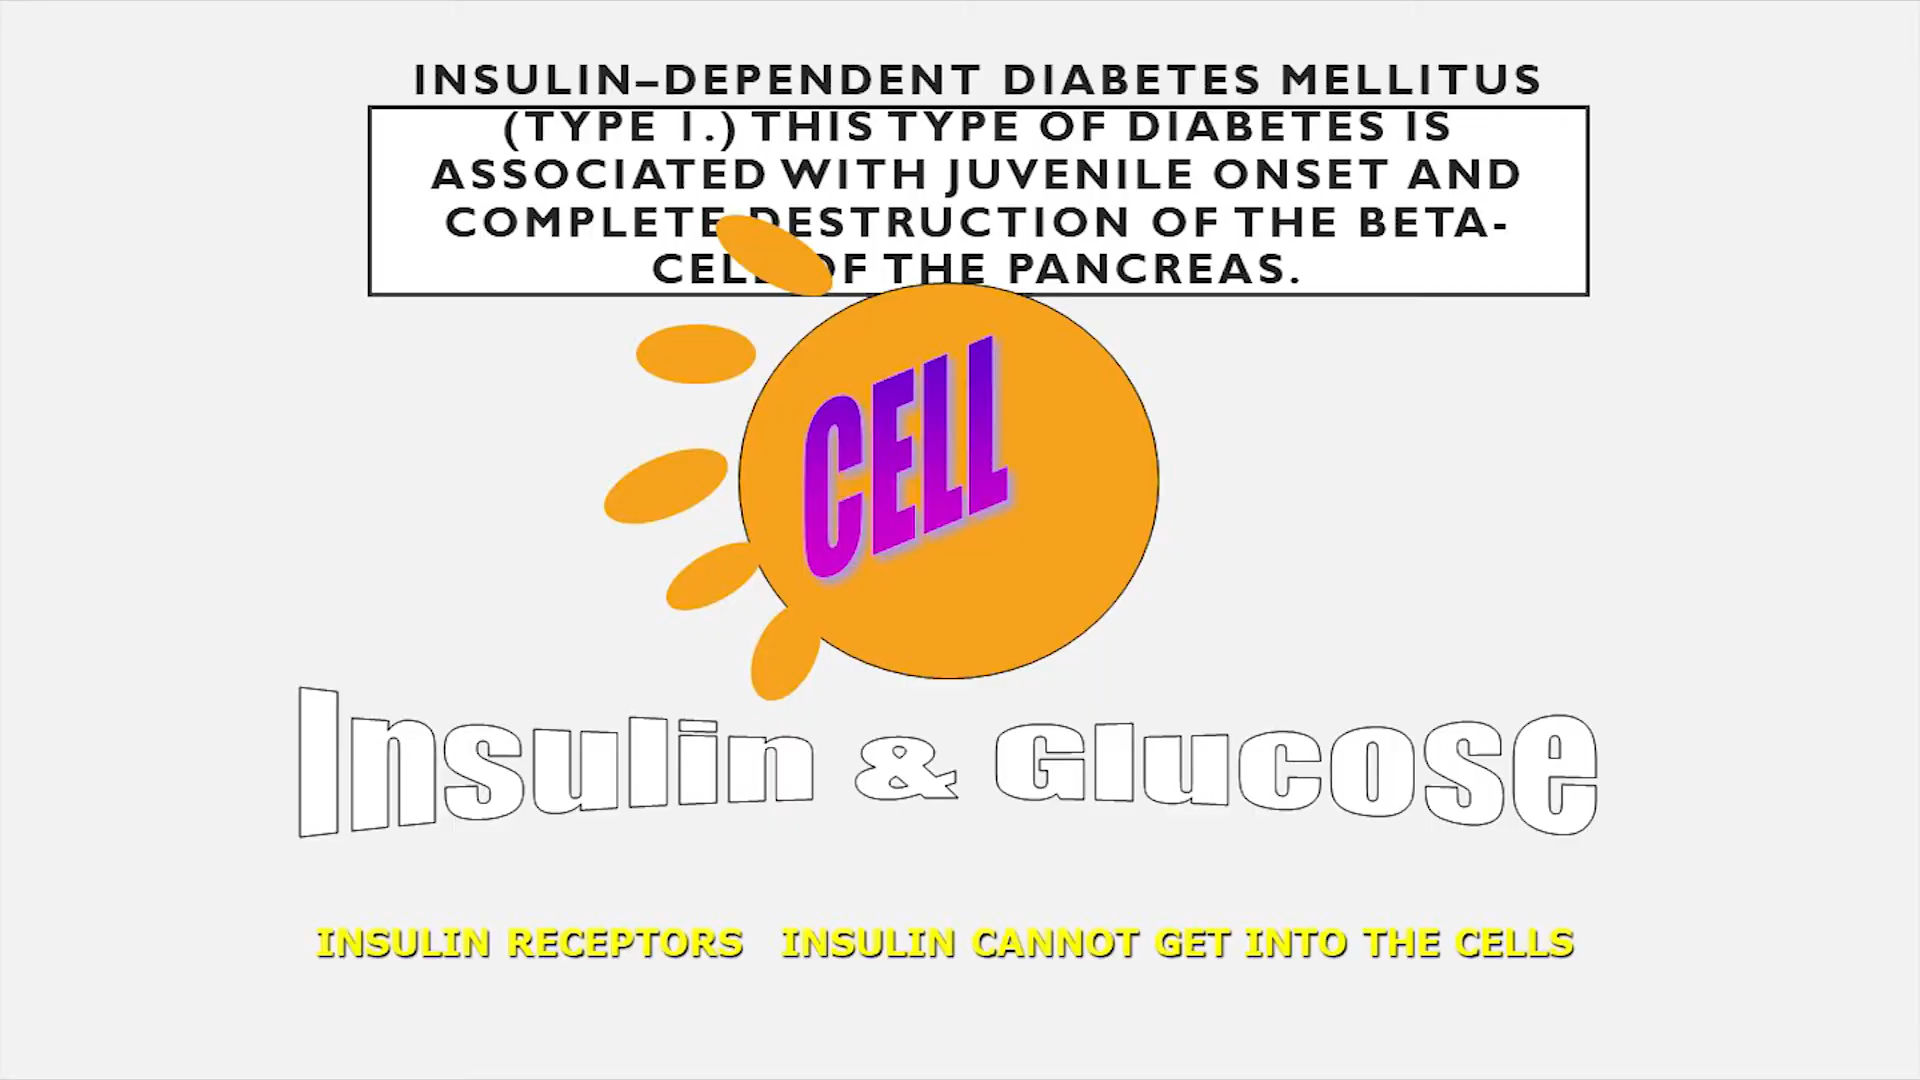 INSULIN–DEPENDENT DIABETES MELLITUS
(TYPE 1.) THIS TYPE OF DIABETES IS
ASSOCIATED WITH JUVENILE ONSET AND
COMPLETE DESTRUCTION OF THE BETA-
OF THE PANCREAS.
CELL
Insulin & Glucose
INSULIN RECEPTORS INSULIN CANNOT GET INTO THE CELLS